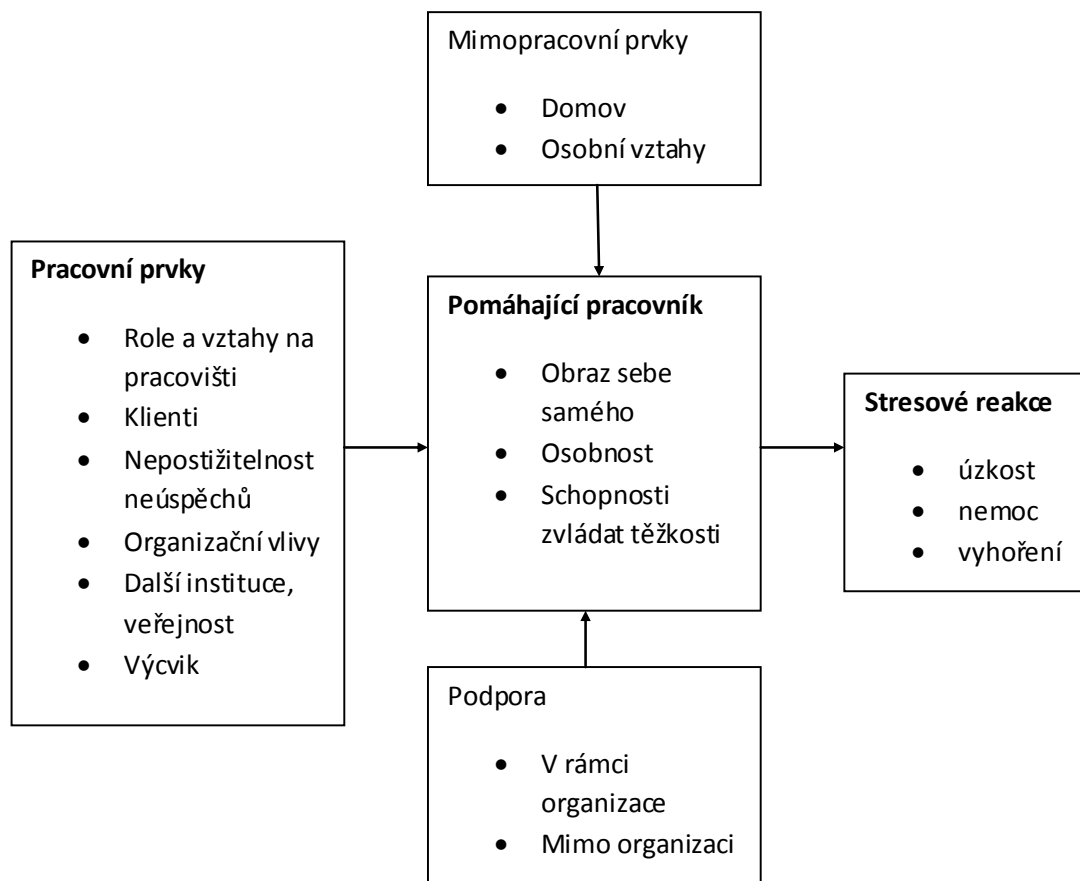 Mimopracovní prvky
• Domov
• Osobní vztahy
Pracovní prvky
• Role a vztahy na
pracovišti
• Klienti
• Nepostižitelnost
neúspěchů
• Organizační vlivy
• Další instituce,
veřejnost
• Výcvik
Pomáhající pracovník
• Obraz sebe
samého
• Osobnost
• Schopnosti
zvládat těžkosti
Stresové reakce
• úzkost
• nemoc
• vyhoření
Podpora
• V rámci
organizace
• Mimo organizaci